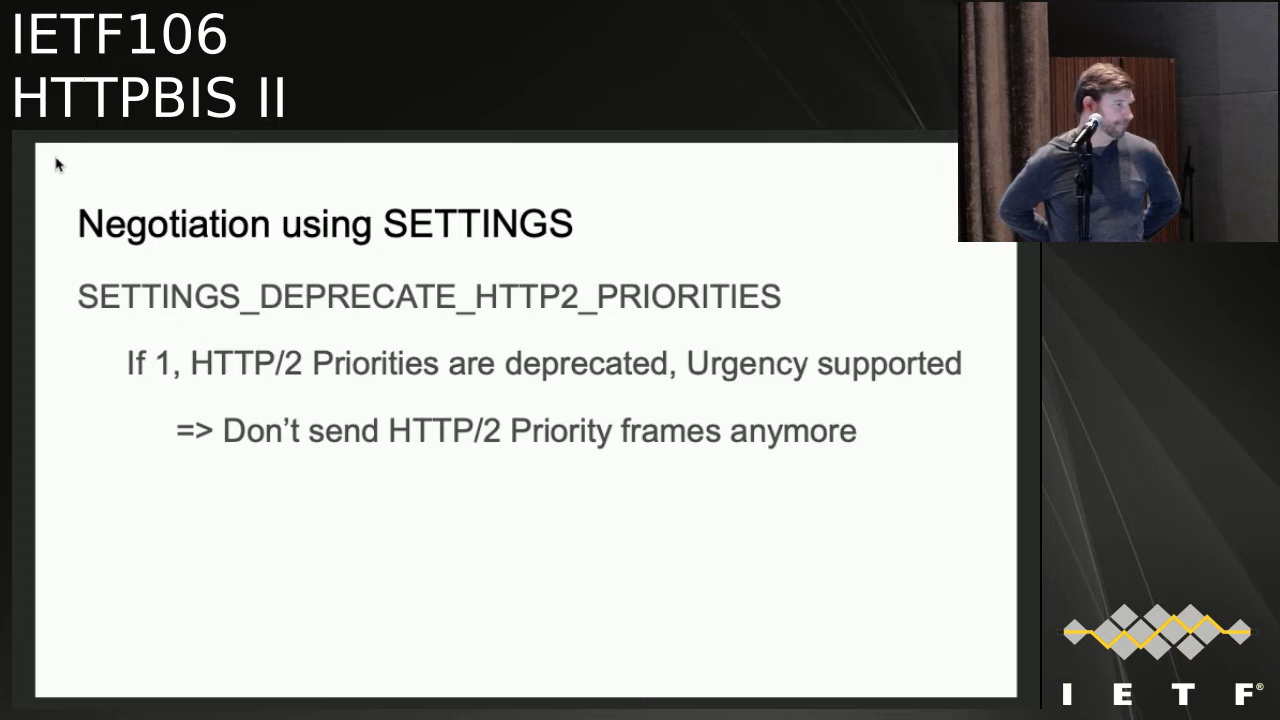 IETF106
HTTPBIS II
Negotiation using SETTINGS
SETTINGS_DEPRECATE_HTTP2_PRIORITIES
If 1, HTTP/2 Priorities are deprecated, Urgency supported
=> Don’t send HTTP/2 Priority frames anymore
I E T F®